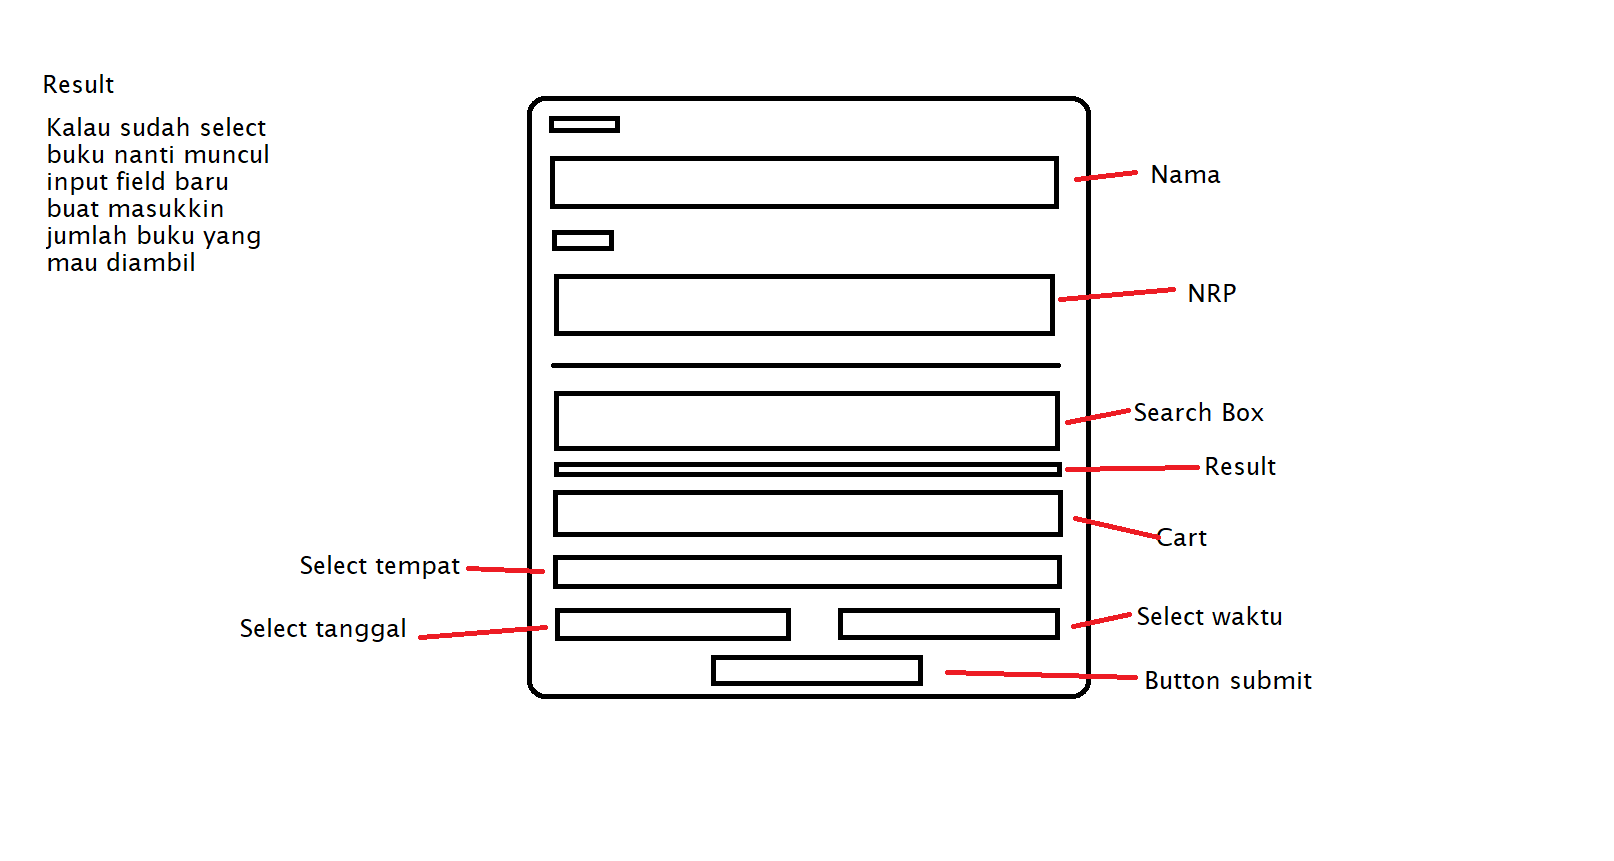 Result
Kalau sudah select
buku nanti muncul
input field baru
buat masukkin
jumlah buku yang
mau diambil
Nama
NRP
Search Box
Result
Cart
Select tempat
Select tanggal
Select waktu
Button submit